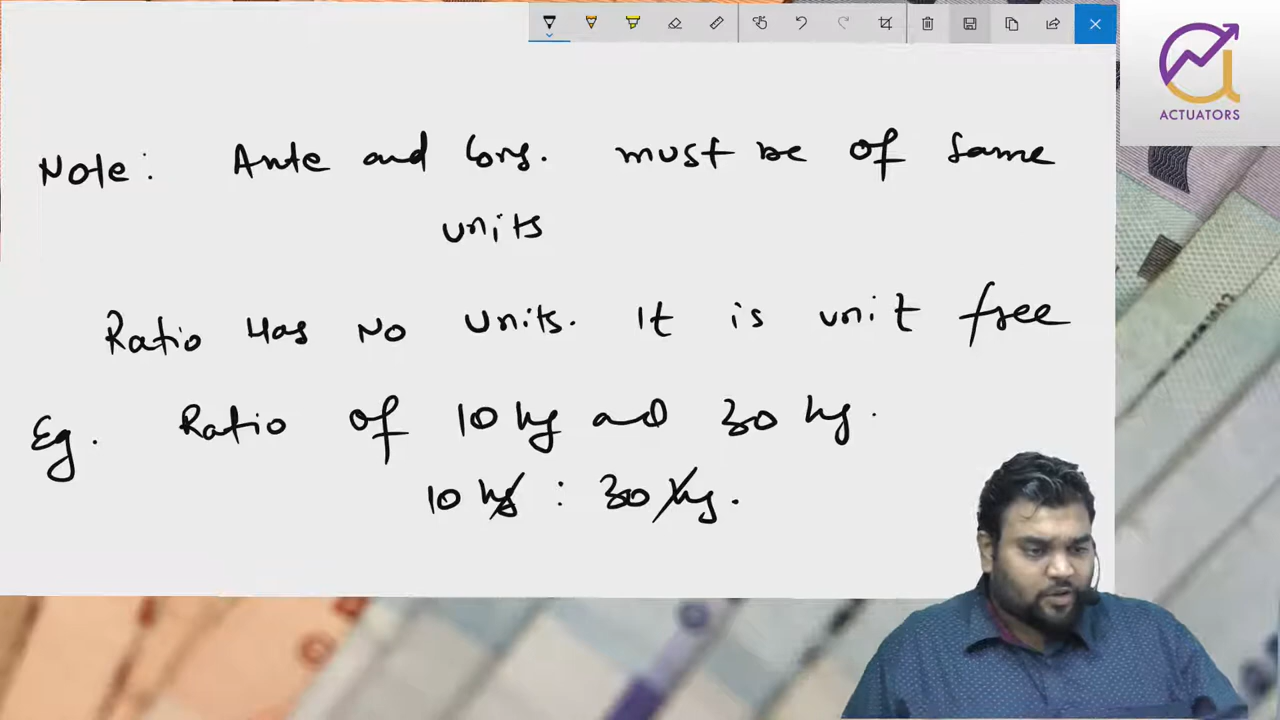 ACTUATORS
Note: Ante and Cons. must be of same
units
Ratio Has No units. It is unit free
Eg. Ratio of 10 kg and 30 kg.
10 kg : 30 kg.